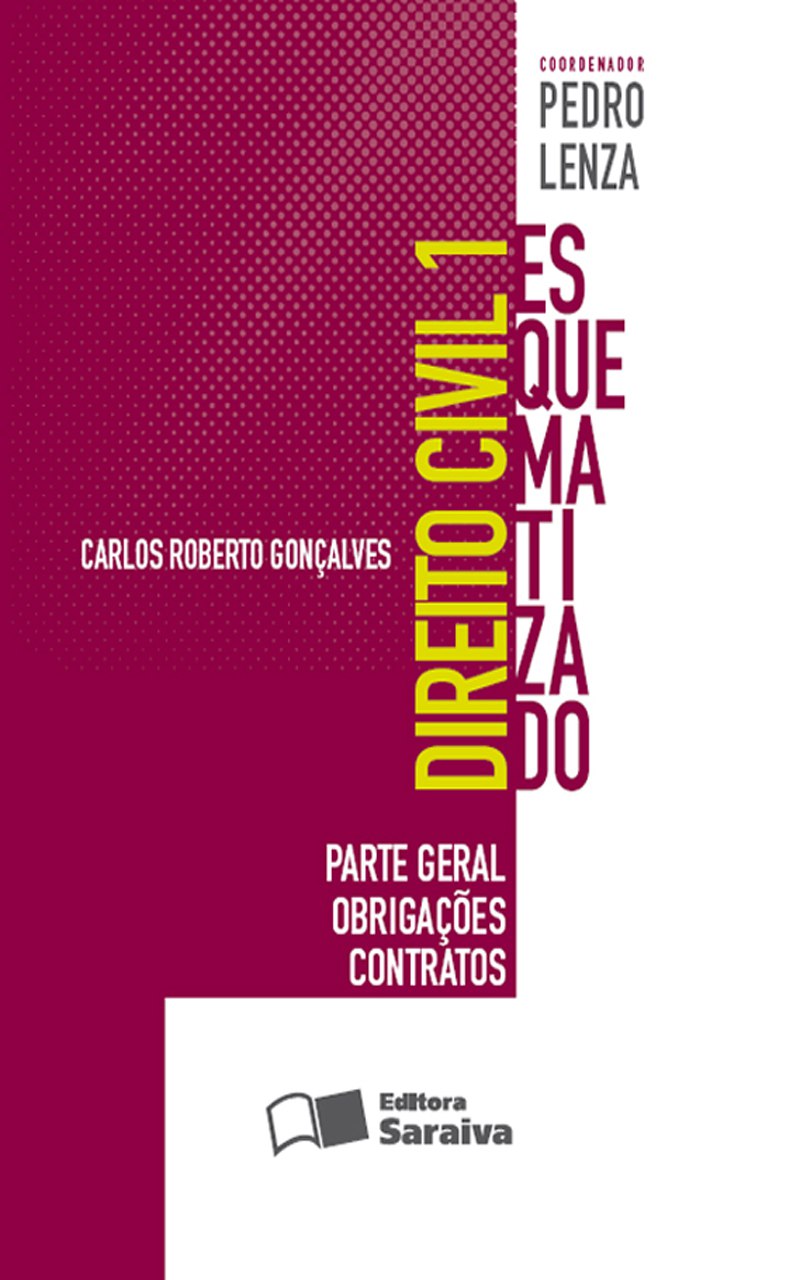 COORDENADOR
PEDRO
LENZA
DIREITO CIVIL 1
ES
QUE
MA
TI
ZA
DO
CARLOS ROBERTO GONÇALVES
PARTE GERAL
OBRIGAÇÕES
CONTRATOS
Editora
Saraiva